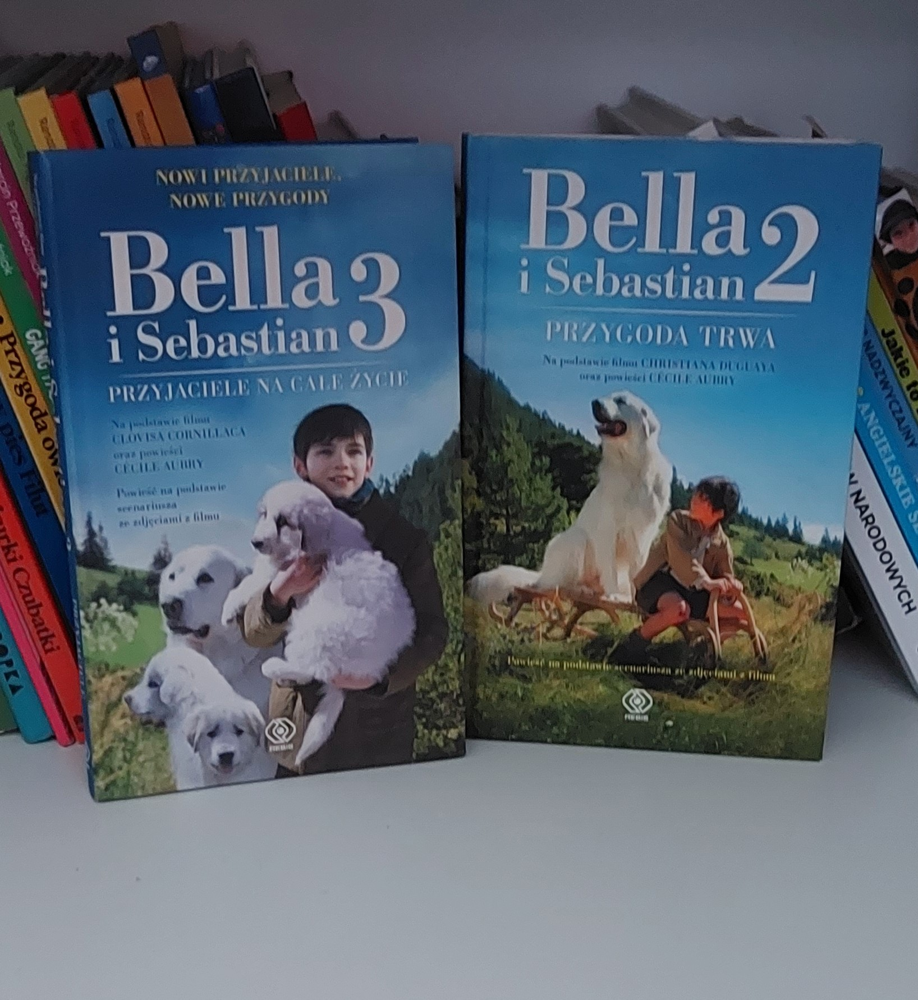 NOWI PRZYJACIELE,
NOWE PRZYGODY
Bella
i Sebastian 3
PRZYJACIELE NA CAŁE ŻYCIE
Na podstawie filmu
CLOVISA CORNILLACA
oraz powieści
CÉCILE AUBRY
Powieść na podstawie
scenariusza
ze zdjęciami z filmu
REBIS
Bella
i Sebastian 2
PRZYGODA TRWA
Na podstawie filmu CHRISTIANA DUGUAYA
oraz powieści CÉCILE AUBRY
Powieść na podstawie scenariusza ze zdjęciami z filmu
REBIS
Przygoda
pies Filut
Czubatki
GANG
Jakie to
NADZWYCZAJNY
ANGIELSKIE
NARODOWYCH